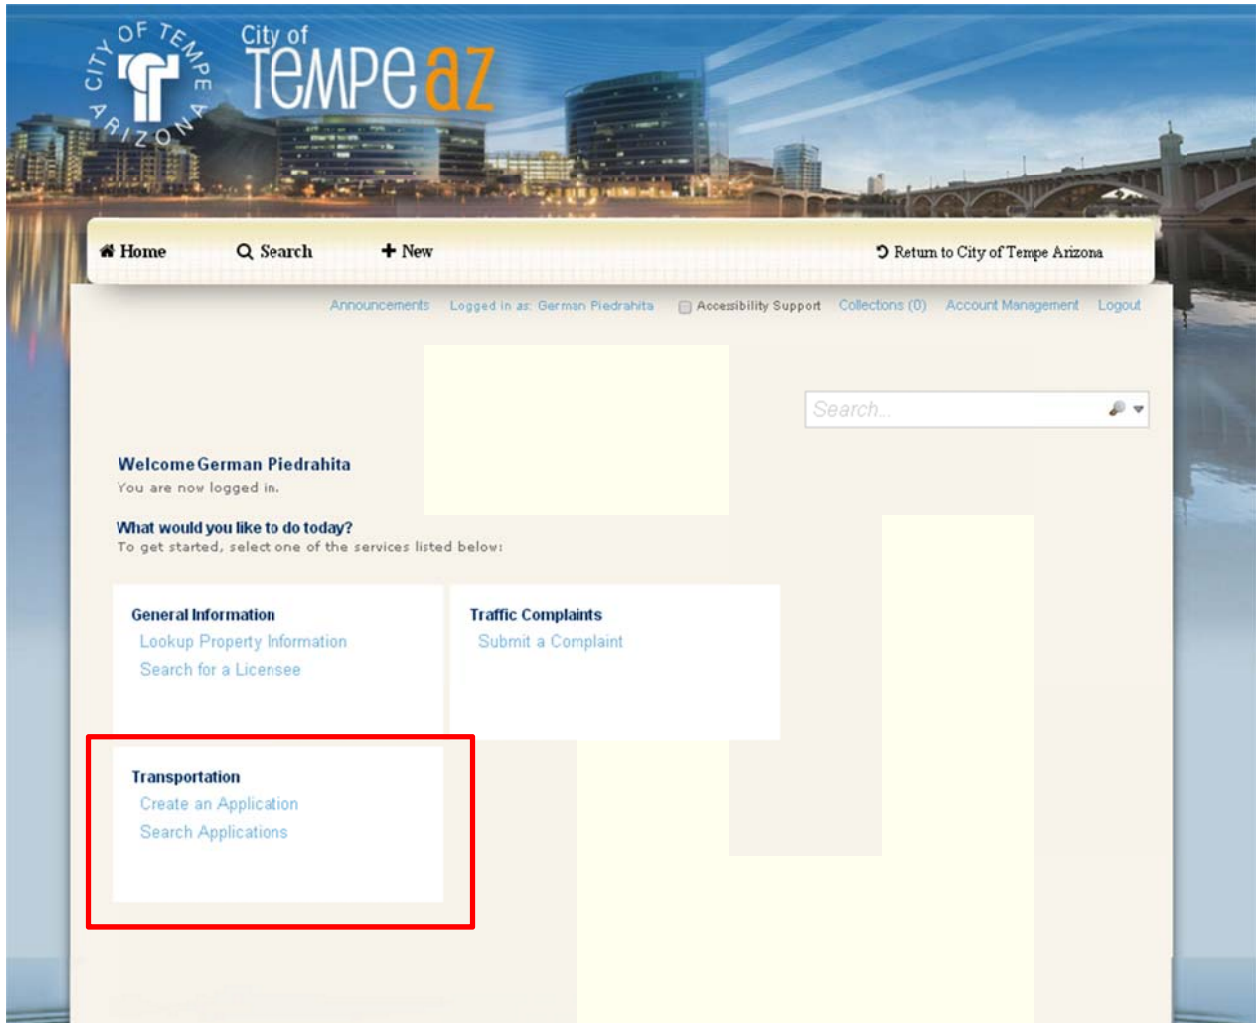 CITY OF TEMPE ARIZONA
City of
Tempe az
Home Search New Return to City of Tempe Arizona
Announcements Logged in as: German Piedrahita Accessibility Support Collections (0) Account Management Logout
Search...
Welcome German Piedrahita
You are now logged in.
What would you like to do today?
To get started, select one of the services listed below:
General Information
Lookup Property Information
Search for a Licensee
Traffic Complaints
Submit a Complaint
Transportation
Create an Application
Search Applications